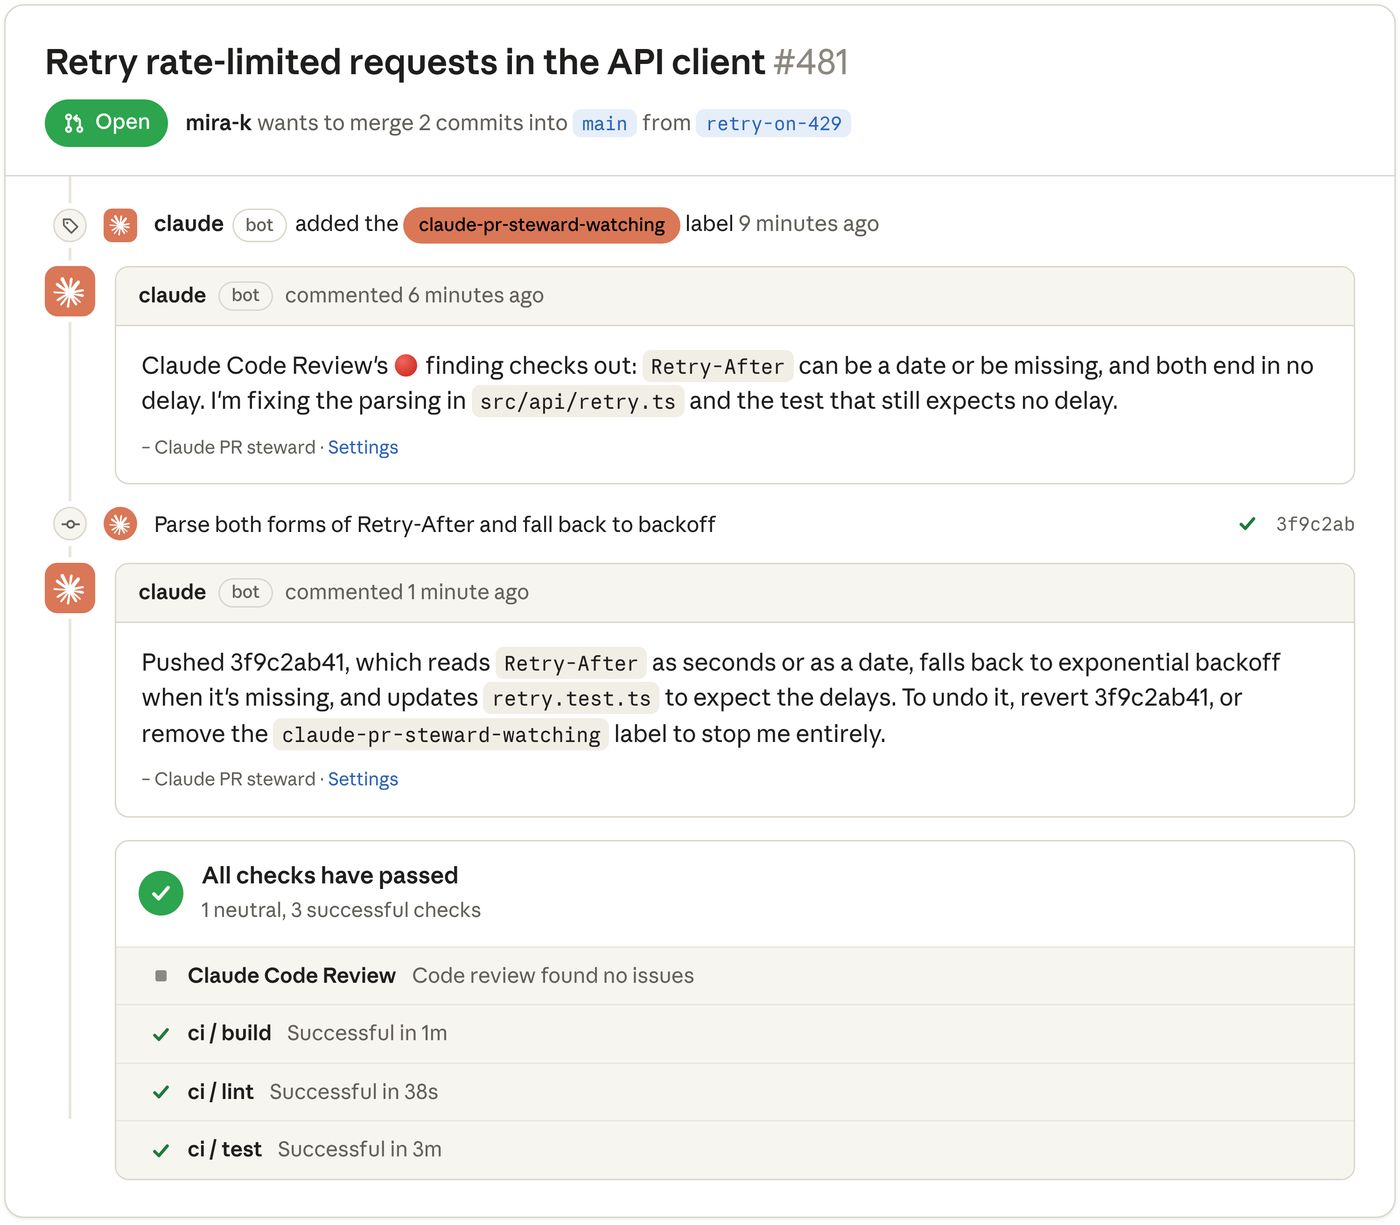 Retry rate-limited requests in the API client #481
Open mira-k wants to merge 2 commits into main from retry-on-429
claude bot added the claude-pr-steward-watching label 9 minutes ago
claude bot commented 6 minutes ago
Claude Code Review's 🔴 finding checks out: Retry-After can be a date or be missing, and both end in no
delay. I'm fixing the parsing in src/api/retry.ts and the test that still expects no delay.
– Claude PR steward · Settings
Parse both forms of Retry-After and fall back to backoff 3f9c2ab
claude bot commented 1 minute ago
Pushed 3f9c2ab41, which reads Retry-After as seconds or as a date, falls back to exponential backoff
when it's missing, and updates retry.test.ts to expect the delays. To undo it, revert 3f9c2ab41, or
remove the claude-pr-steward-watching label to stop me entirely.
– Claude PR steward · Settings
All checks have passed
1 neutral, 3 successful checks
Claude Code Review Code review found no issues
ci / build Successful in 1m
ci / lint Successful in 38s
ci / test Successful in 3m